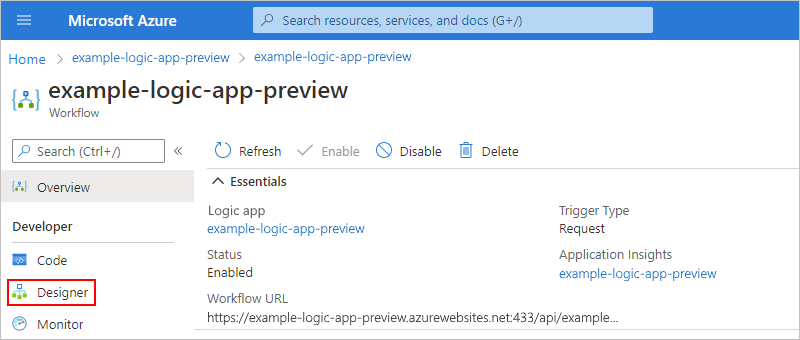 Microsoft Azure
Search resources, services, and docs (G+/)
Home > example-logic-app-preview > example-logic-app-preview
example-logic-app-preview
Workflow
Search (Ctrl+/)
«
Refresh
Enable
Disable
Delete
Overview
Essentials
Developer
Code
Designer
Monitor
Logic app
example-logic-app-preview
Status
Enabled
Workflow URL
https://example-logic-app-preview.azurewebsites.net:433/api/example...
Trigger Type
Request
Application Insights
example-logic-app-preview